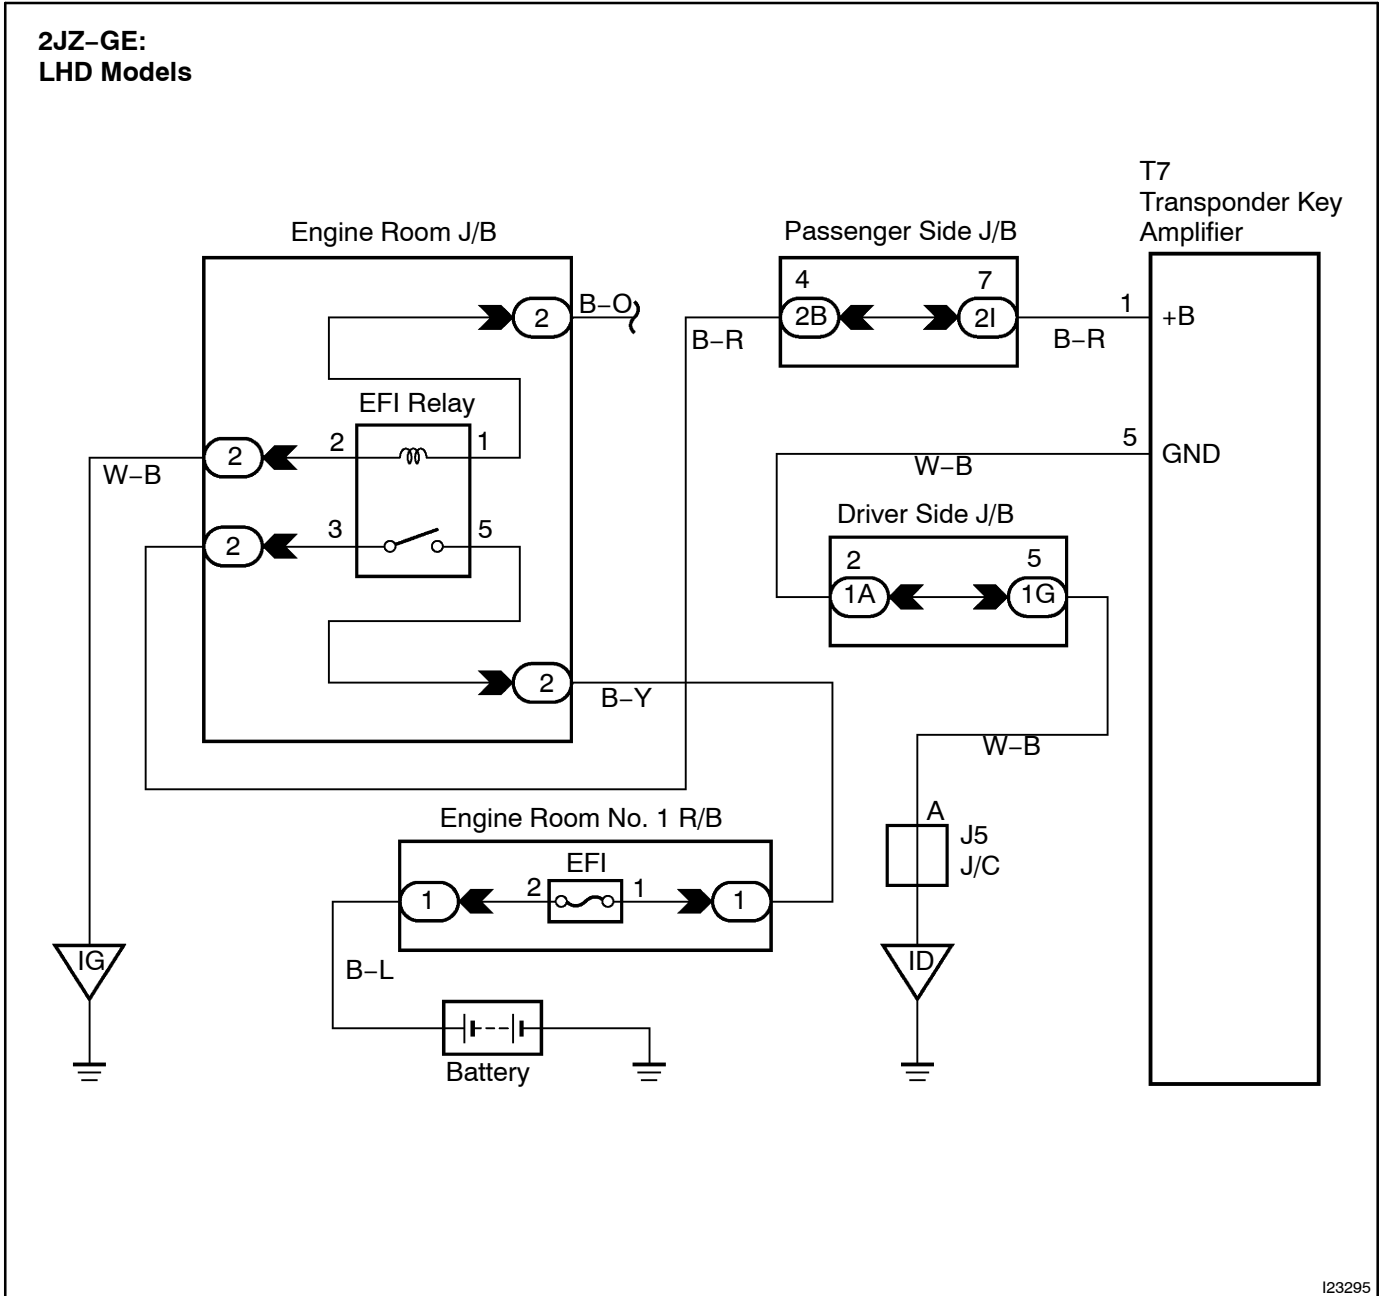 2JZ–GE:
LHD Models
T7
Transponder Key
Amplifier
Engine Room J/B
Passenger Side J/B
4
7
2
B–O
2B
2I
1
+B
B–R
B–R
EFI Relay
2
2
1
W–B
5
GND
W–B
2
3
5
Driver Side J/B
2
5
1A
1G
2
B–Y
W–B
Engine Room No. 1 R/B
A
J5
J/C
EFI
1
2
1
1
IG
B–L
ID
Battery
I23295